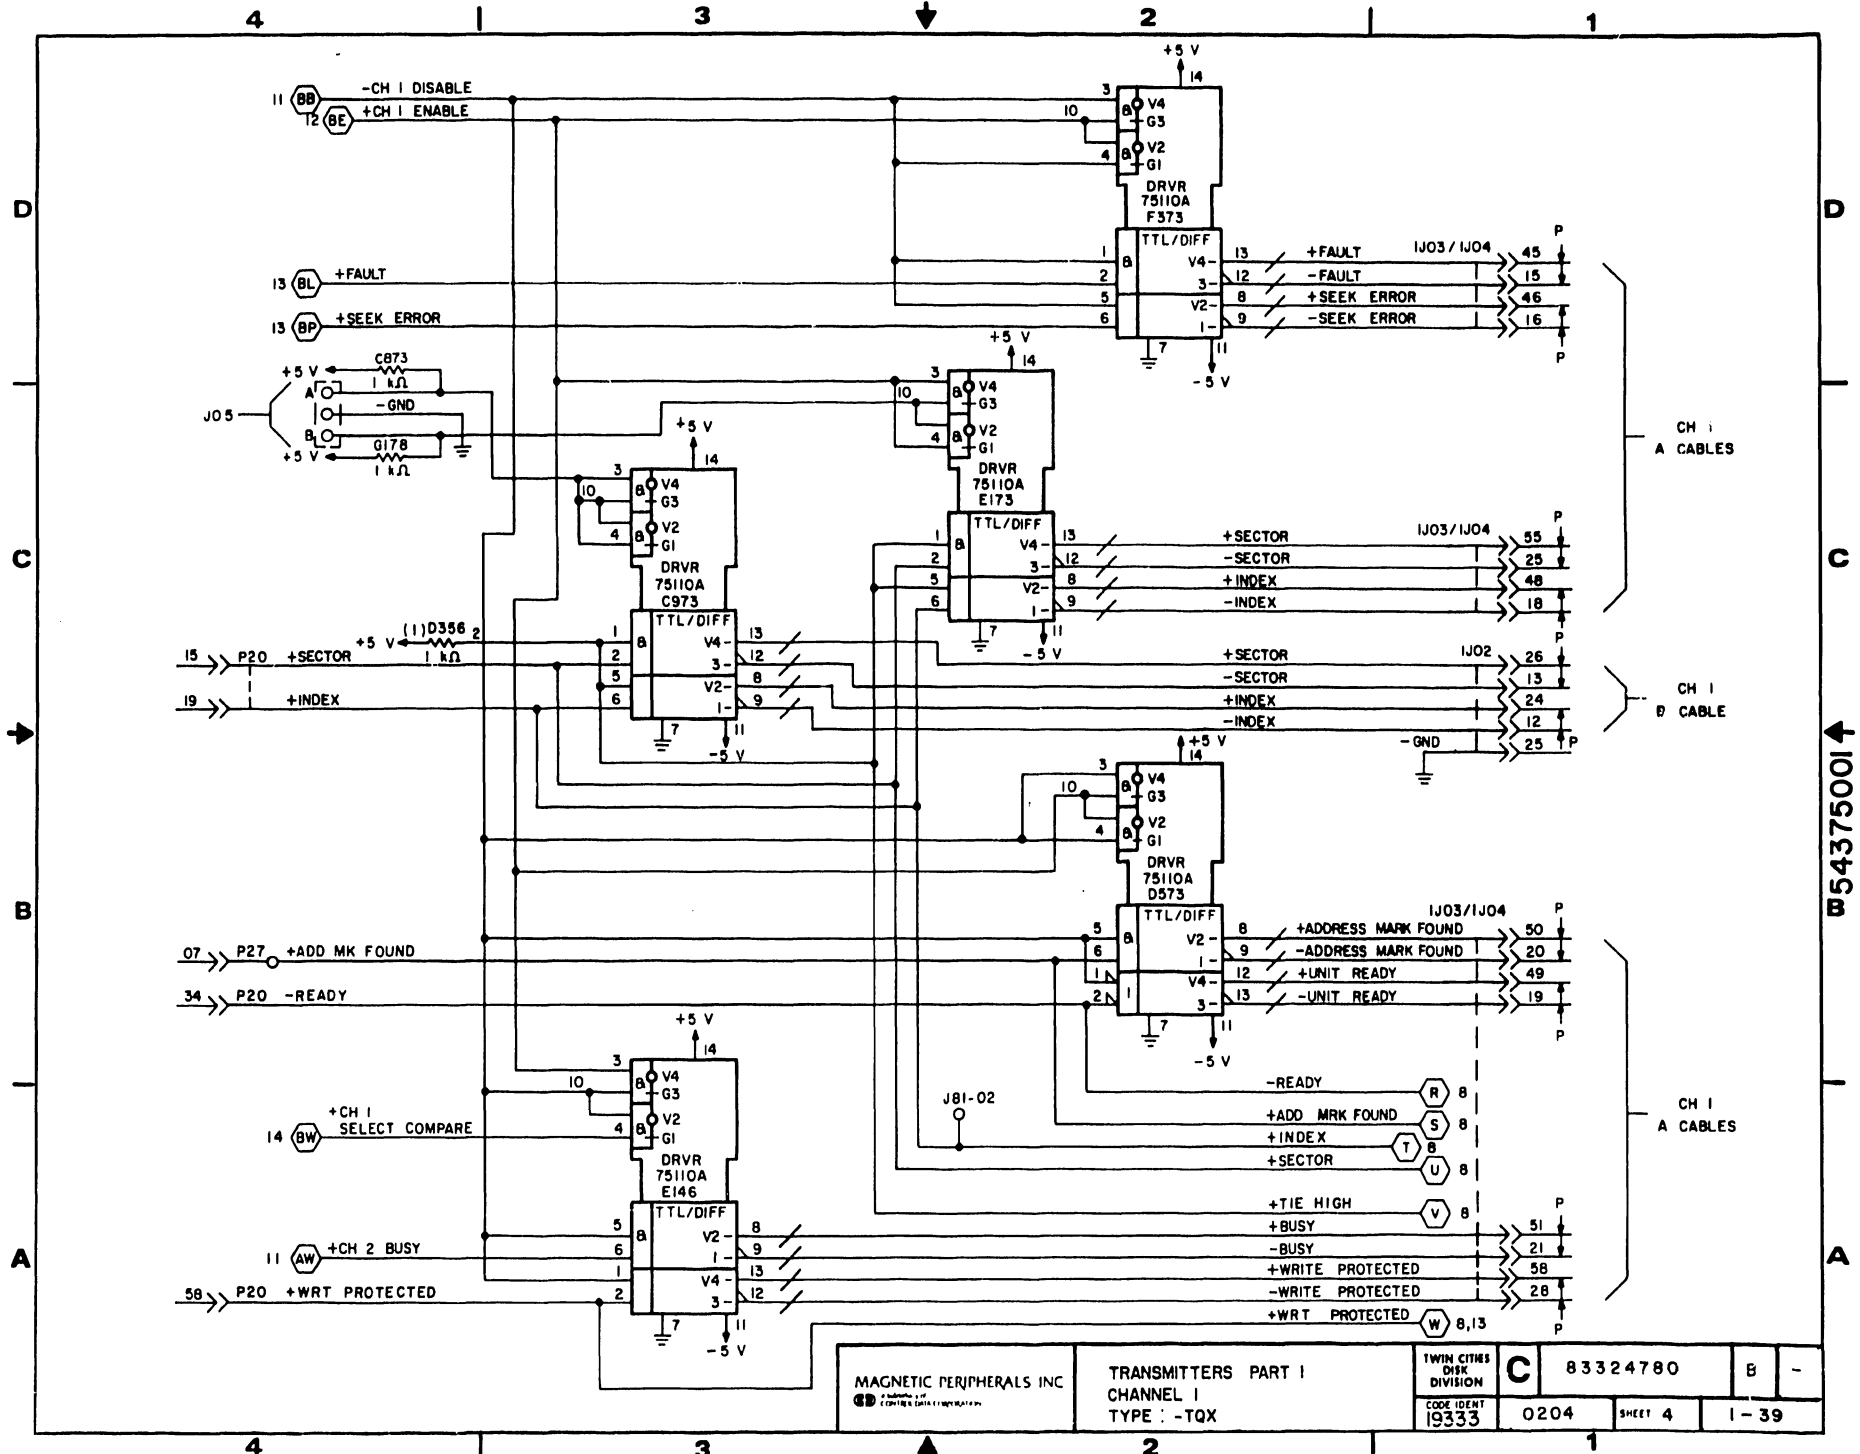 4 3 2 1
+5 V
14
11 BB -CH 1 DISABLE
12 BE +CH 1 ENABLE
3 & V4
10 G3
& V2
4 G1
DRVR
75110A
F373
TTL/DIFF
D D
1 & V4 13 +FAULT 1J03/1J04 45 P
13 BL +FAULT 2 3 12 -FAULT 15
5 V2 8 +SEEK ERROR 46
13 BP +SEEK ERROR 6 1 9 -SEEK ERROR 16
P
7 11
-5 V
C873
+5 V
1 kΩ
A
J05 -GND
B
G178
+5 V
1 kΩ
+5 V
14
3 & V4
10 G3
& V2
4 G1
DRVR
75110A
E173
TTL/DIFF
CH 1
A CABLES
+5 V
14
3 & V4
10 G3
& V2
4 G1
DRVR
75110A
C973
TTL/DIFF
C C
1 & V4 13 +SECTOR 1J03/1J04 55 P
2 3 12 -SECTOR 25
5 V2 8 +INDEX 48
6 1 9 -INDEX 18
P
7 11
-5 V
+5 V (1) D356 2
1 kΩ
1 & V4 13 +SECTOR 1J02 26
15 P20 +SECTOR 2 3 12 -SECTOR 13
5 V2 8 +INDEX 24
19 P20 +INDEX 6 1 9 -INDEX 12
-GND 25 P
7 11
-5 V
CH 1
CABLE
+5 V
14
3 & V4
10 G3
& V2
4 G1
DRVR
75110A
D573
TTL/DIFF
B B
B54375001
5 & V2 8 +ADDRESS MARK FOUND 1J03/1J04 50 P
07 P27 +ADD MK FOUND 6 1 9 -ADDRESS MARK FOUND 20
1 1 V4 12 +UNIT READY 49
34 P20 -READY 2 3 13 -UNIT READY 19
P
7 11
-5 V
+5 V
14
3 & V4
10 G3
& V2
4 G1
+CH 1
14 BW SELECT COMPARE
DRVR
75110A
E146
TTL/DIFF
J81-02
-READY R 8
+ADD MRK FOUND S 8
+INDEX T 8
+SECTOR U 8
+TIE HIGH V 8
CH 1
A CABLES
A A
5 & V2 8 +BUSY 51 P
11 AW +CH 2 BUSY 6 1 9 -BUSY 21
1 V4 13 +WRITE PROTECTED 58
58 P20 +WRT PROTECTED 2 3 12 -WRITE PROTECTED 28
+WRT PROTECTED W 8,13 P
7 11
-5 V
MAGNETIC PERIPHERALS INC
TRANSMITTERS PART 1
CHANNEL 1
TYPE : -TQX
TWIN CITIES
DISK
DIVISION
C 83324780 B -
CODE IDENT
19333
0204 SHEET 4 1-39
4 3 2 1